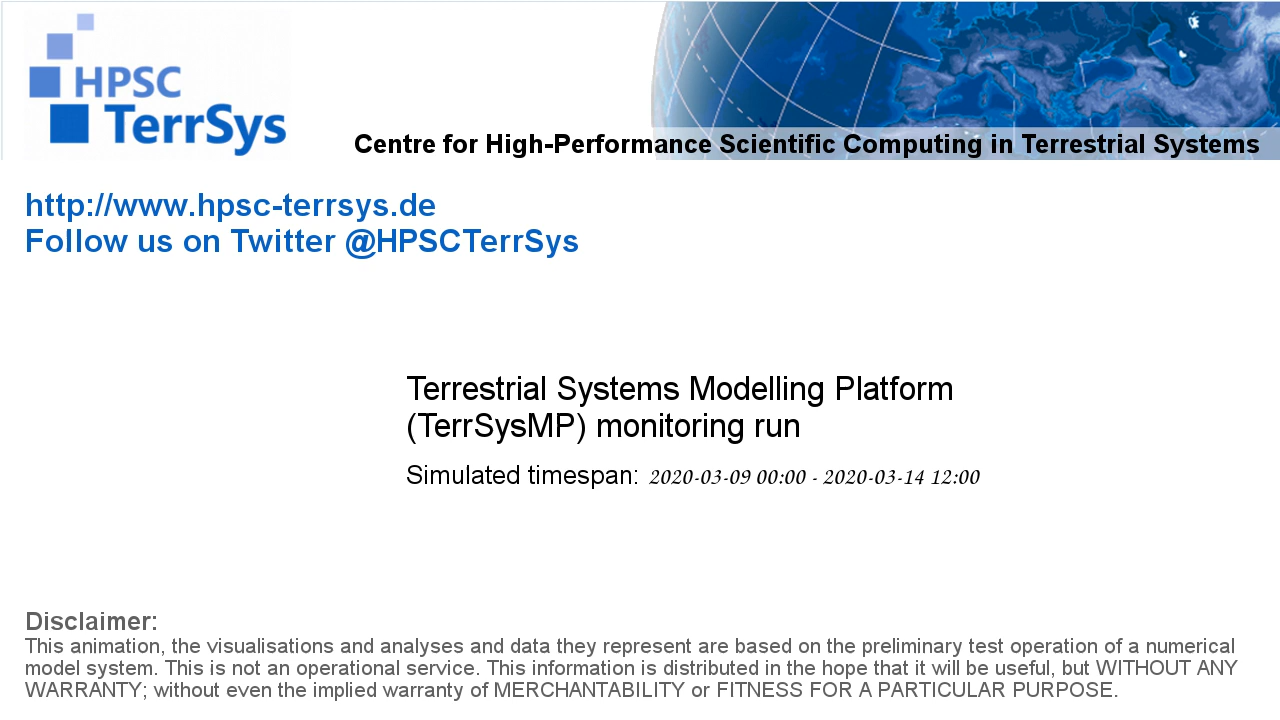 HPSC
TerrSys
Centre for High-Performance Scientific Computing in Terrestrial Systems
http://www.hpsc-terrsys.de
Follow us on Twitter @HPSCTerrSys
Terrestrial Systems Modelling Platform
(TerrSysMP) monitoring run
Simulated timespan: 2020-03-09 00:00 - 2020-03-14 12:00
Disclaimer:
This animation, the visualisations and analyses and data they represent are based on the preliminary test operation of a numerical
model system. This is not an operational service. This information is distributed in the hope that it will be useful, but WITHOUT ANY
WARRANTY; without even the implied warranty of MERCHANTABILITY or FITNESS FOR A PARTICULAR PURPOSE.